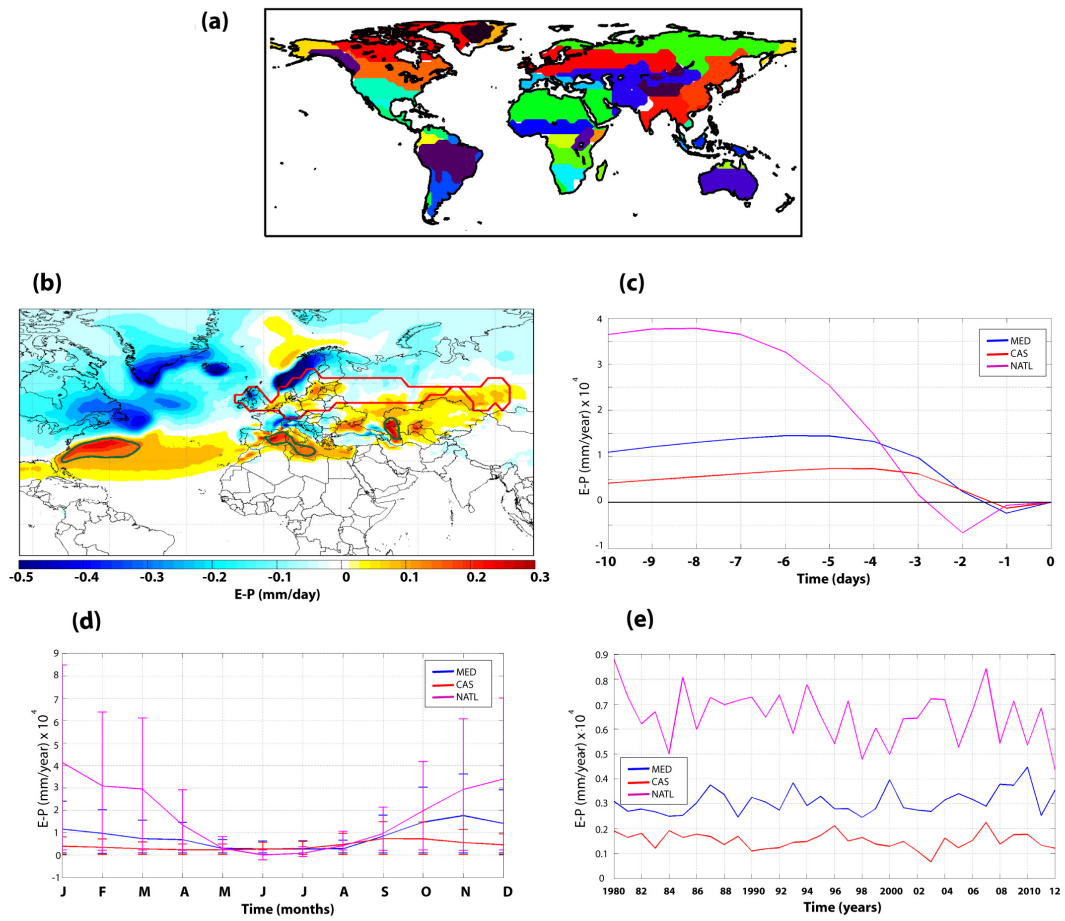 (a)
(b)
-0.5 -0.4 -0.3 -0.2 -0.1 0 0.1 0.2 0.3
E-P (mm/day)
(c)
4
3
2
1
0
-1
E-P (mm/year) x 10^4
MED
CAS
NATL
-10 -9 -8 -7 -6 -5 -4 -3 -2 -1 0
Time (days)
(d)
9
8
7
6
5
4
3
2
1
0
-1
E-P (mm/year) x 10^4
MED
CAS
NATL
J F M A M J J A S O N D
Time (months)
(e)
0.9
0.8
0.7
0.6
0.5
0.4
0.3
0.2
0.1
0
E-P (mm/year) x 10^4
MED
CAS
NATL
1980 82 84 86 88 1990 92 94 96 98 2000 02 04 06 08 2010 12
Time (years)